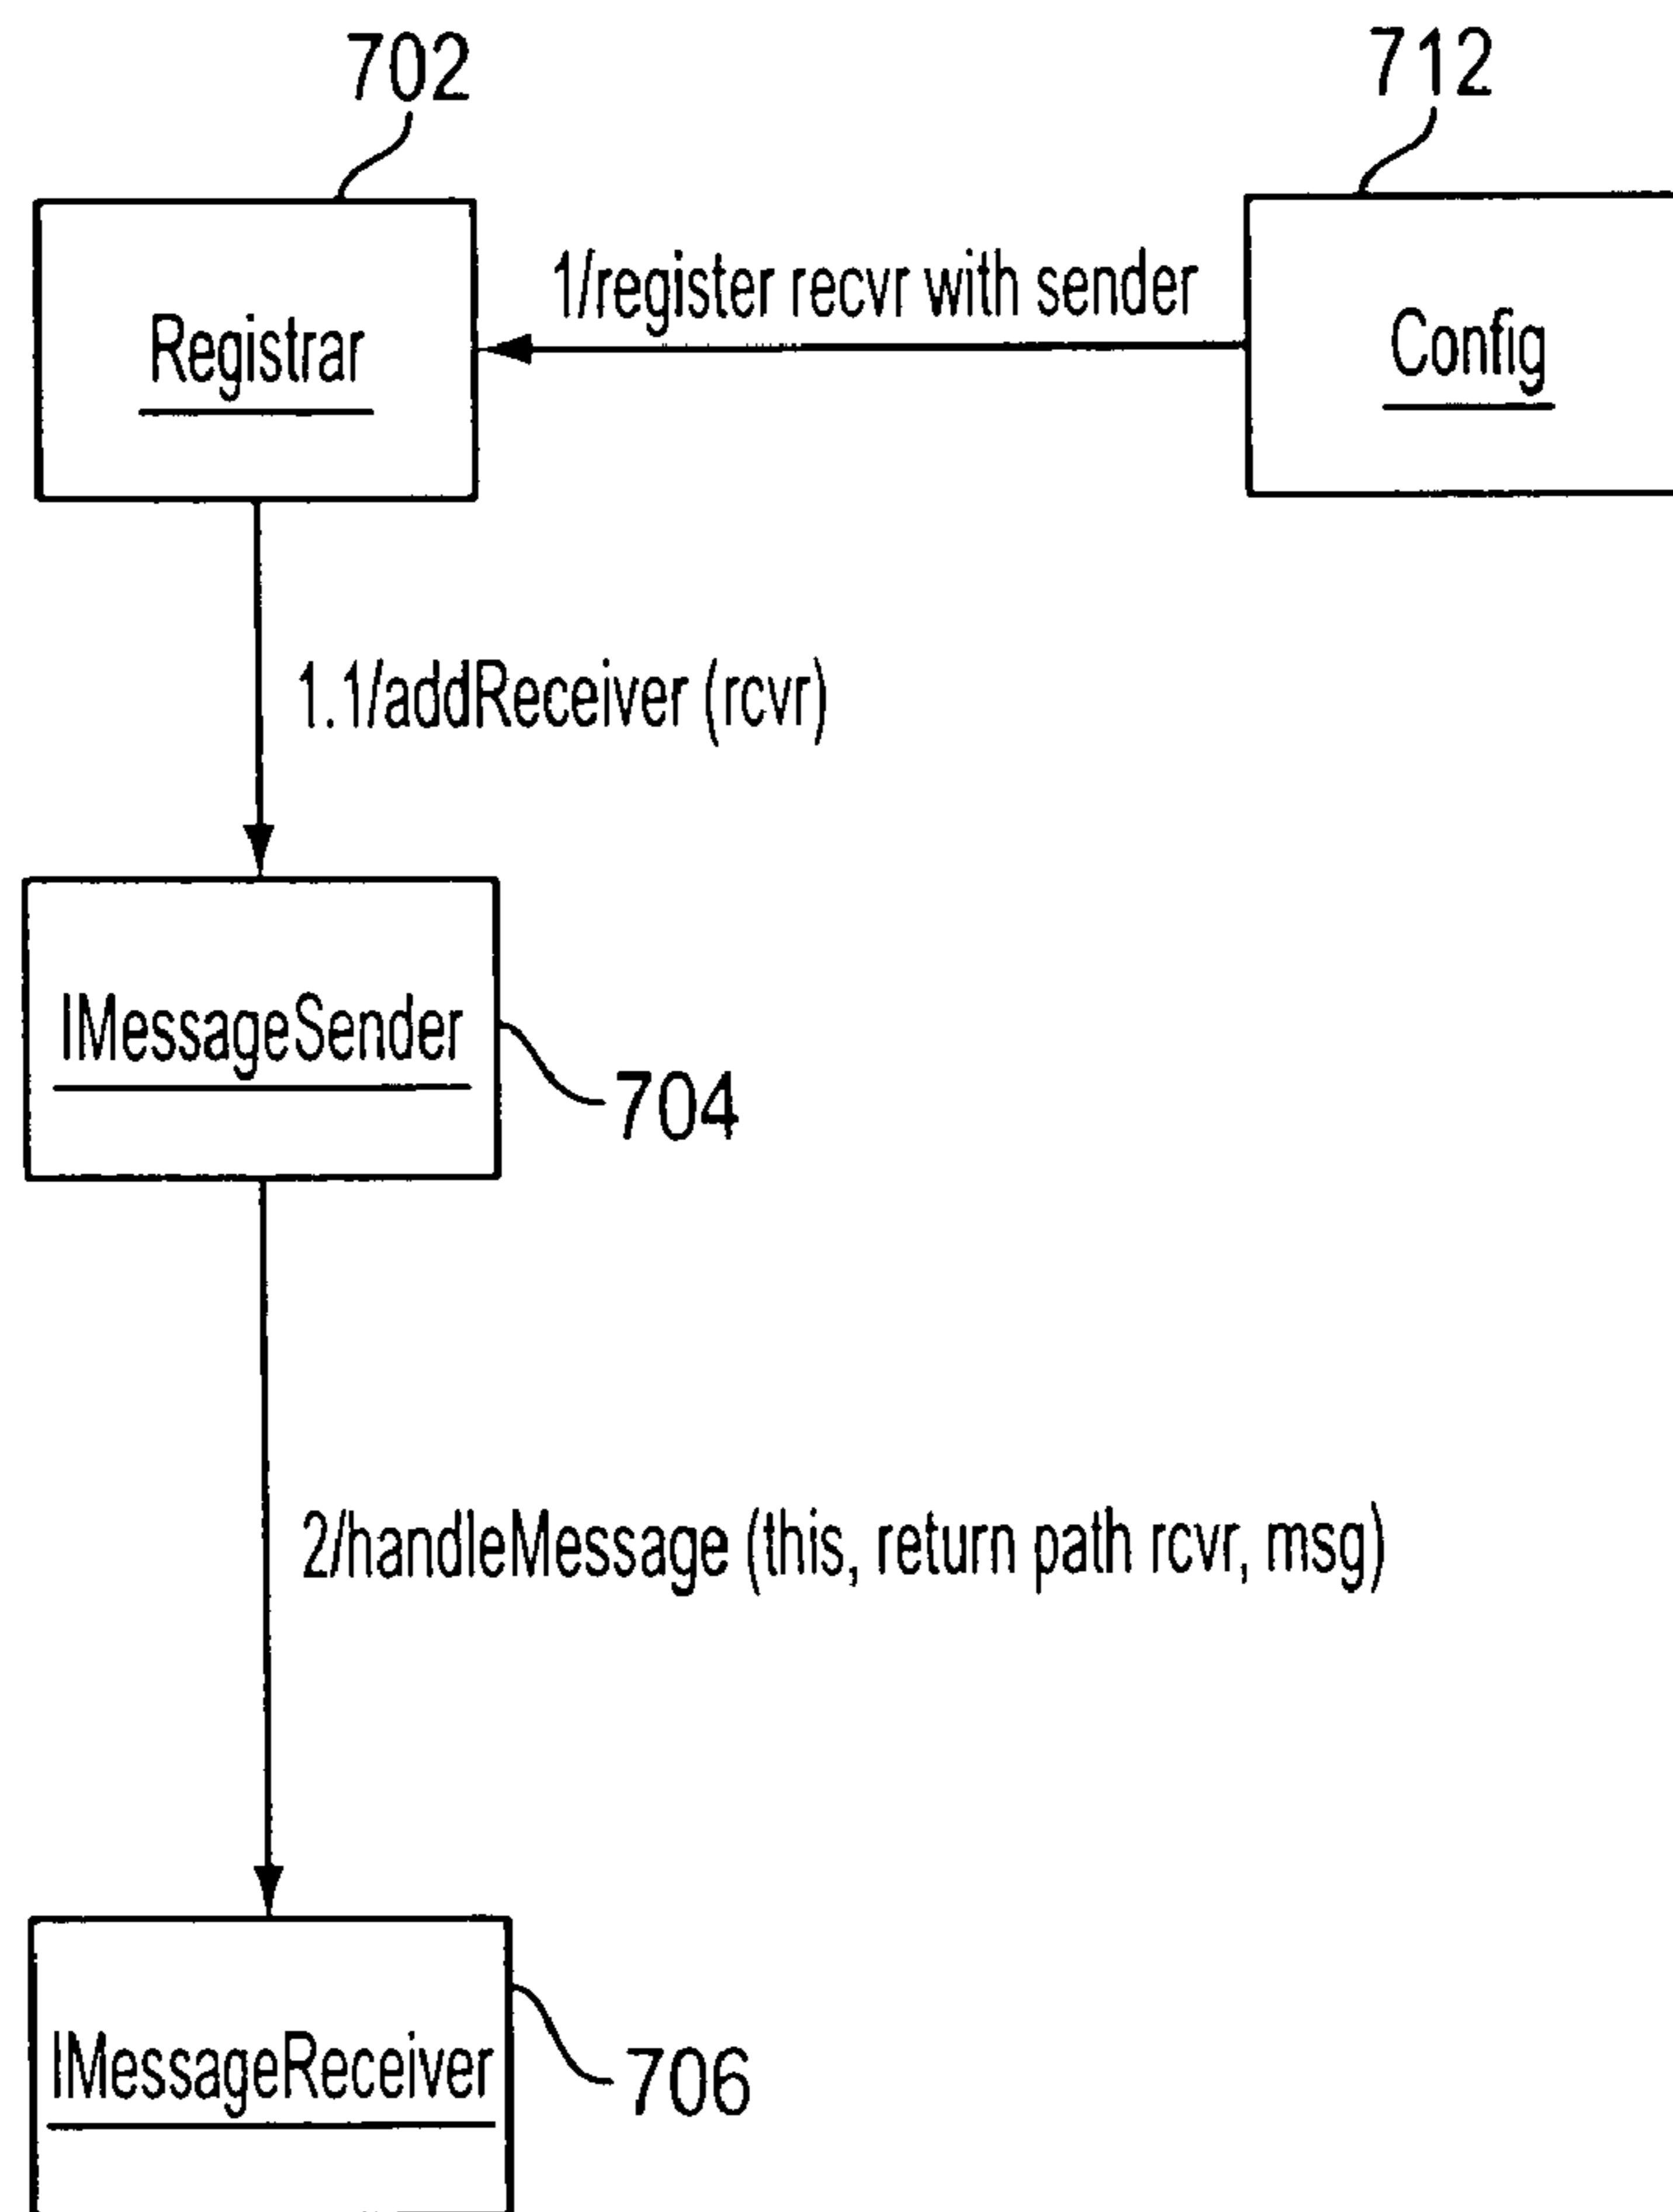 702
712
1/register recvr with sender
Registrar
Config
1.1/addReceiver (rcvr)
IMessageSender
704
2/handleMessage (this, return path rcvr, msg)
IMessageReceiver
706